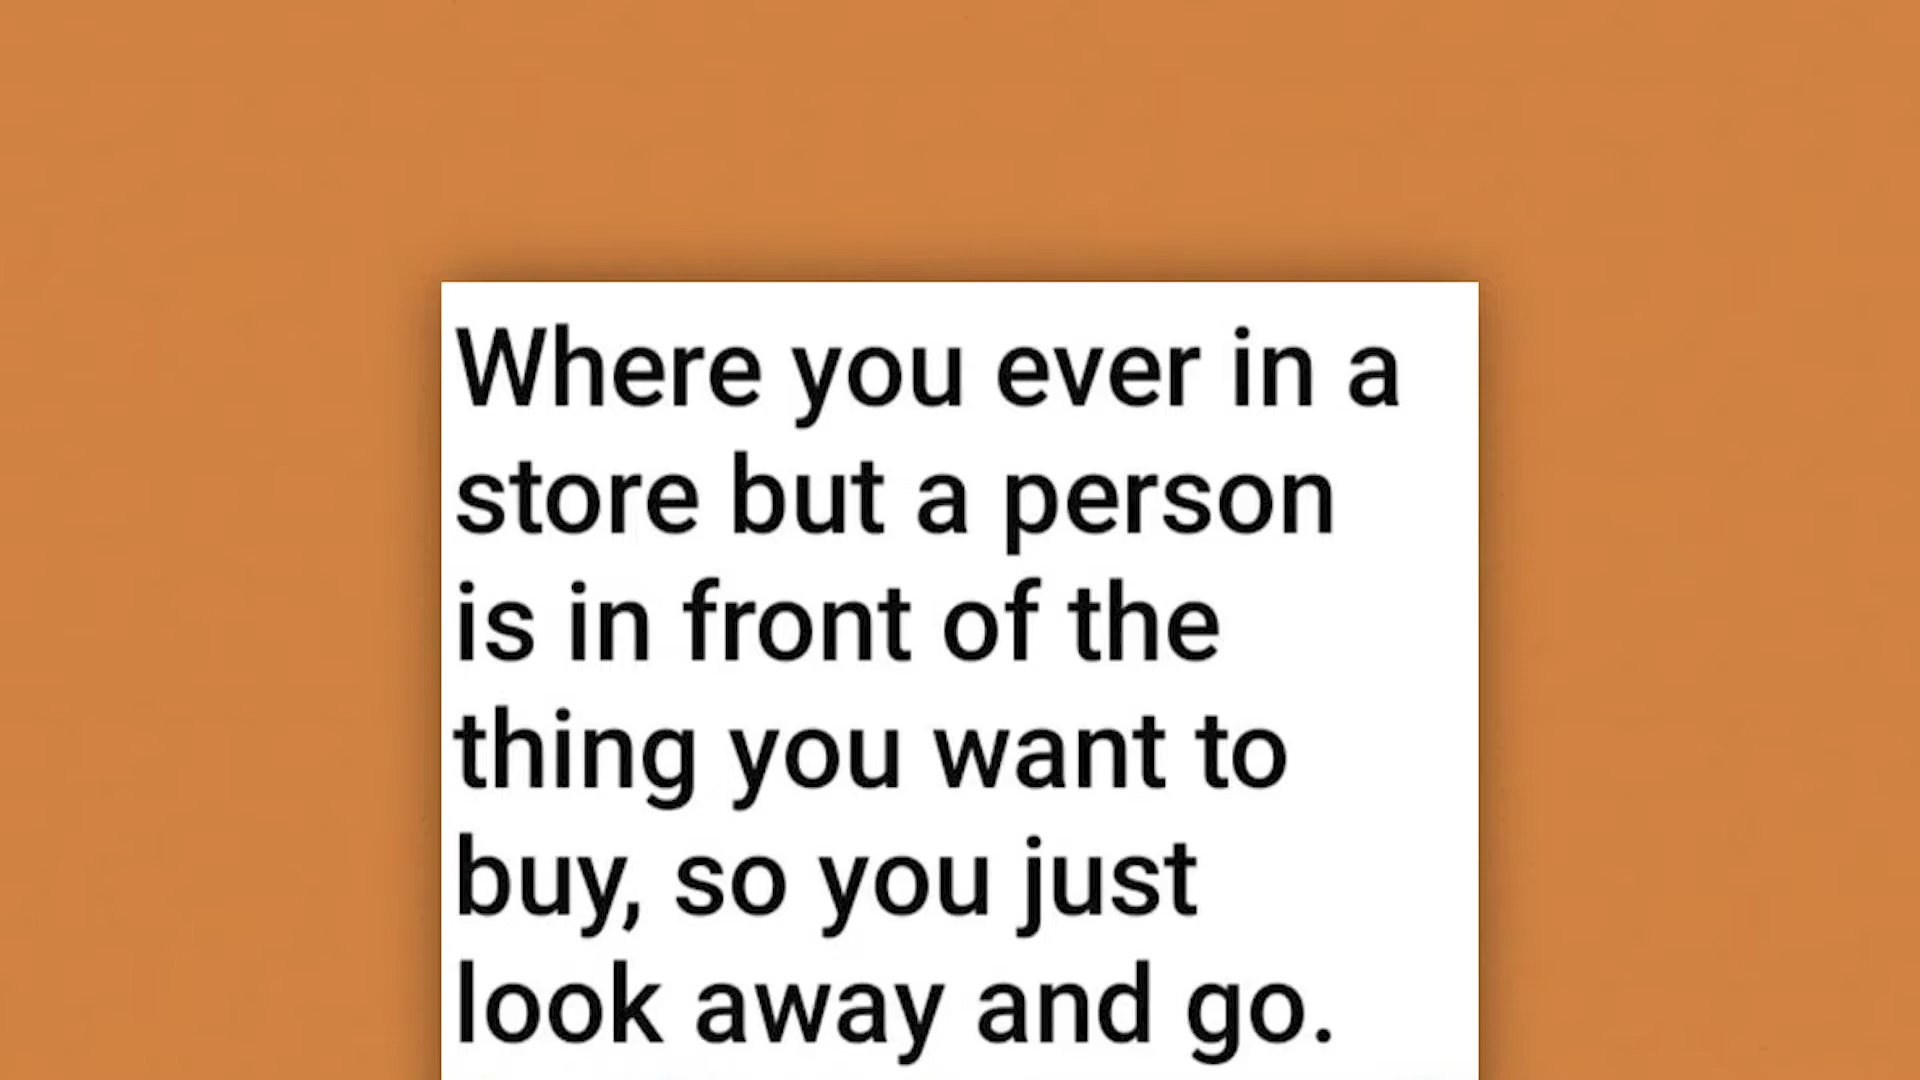 Where you ever in a
store but a person
is in front of the
thing you want to
buy, so you just
look away and go.